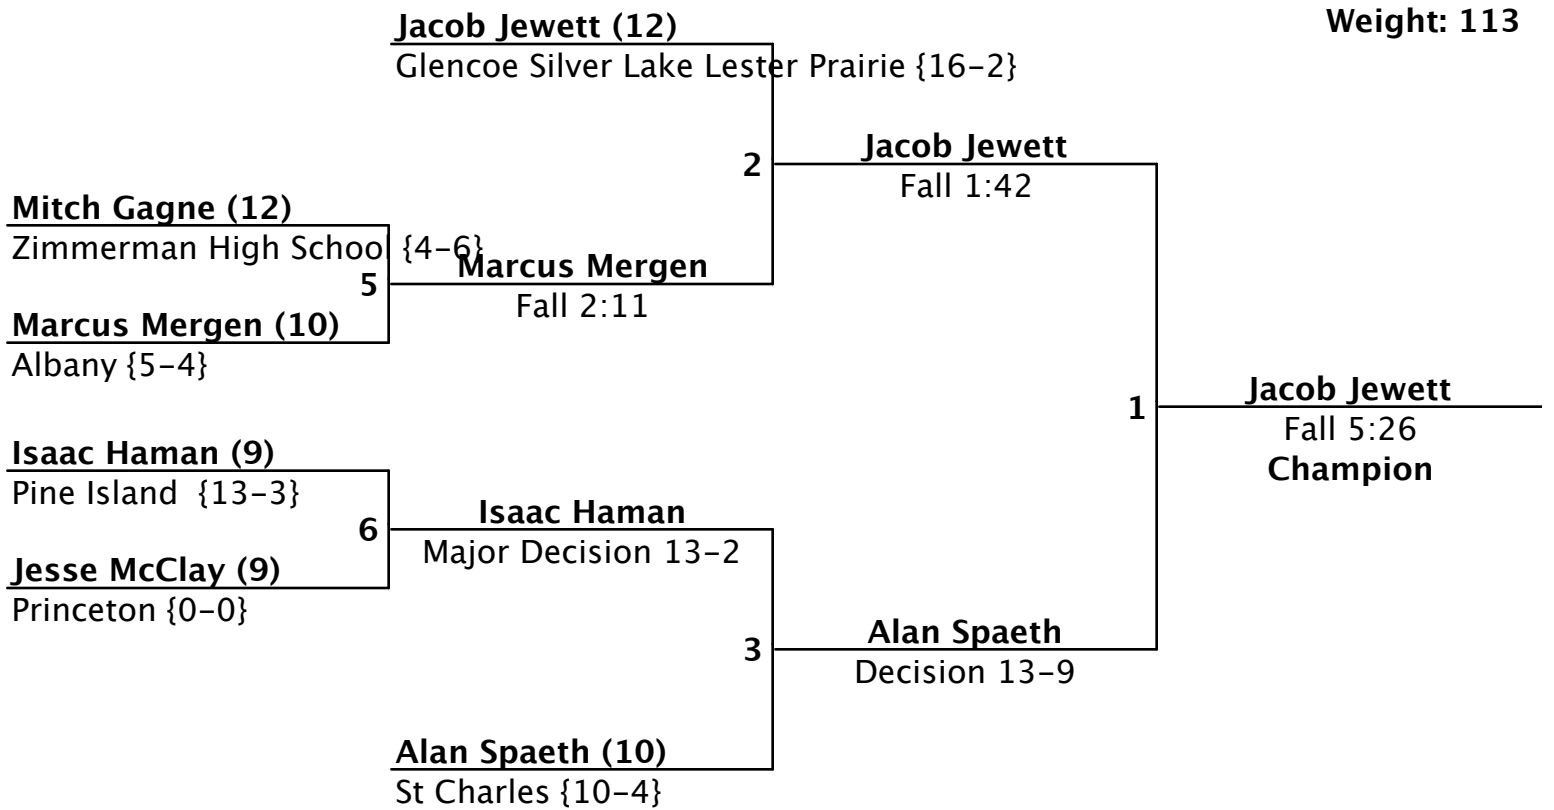 Weight: 113
Jacob Jewett (12)
Glencoe Silver Lake Lester Prairie {16–2}
2
Jacob Jewett
Fall 1:42
Mitch Gagne (12)
Zimmerman High School {4–6}
5
Marcus Mergen
Fall 2:11
Marcus Mergen (10)
Albany {5–4}
1
Jacob Jewett
Fall 5:26
Champion
Isaac Haman (9)
Pine Island  {13–3}
6
Isaac Haman
Major Decision 13–2
Jesse McClay (9)
Princeton {0–0}
3
Alan Spaeth
Decision 13–9
Alan Spaeth (10)
St Charles {10–4}